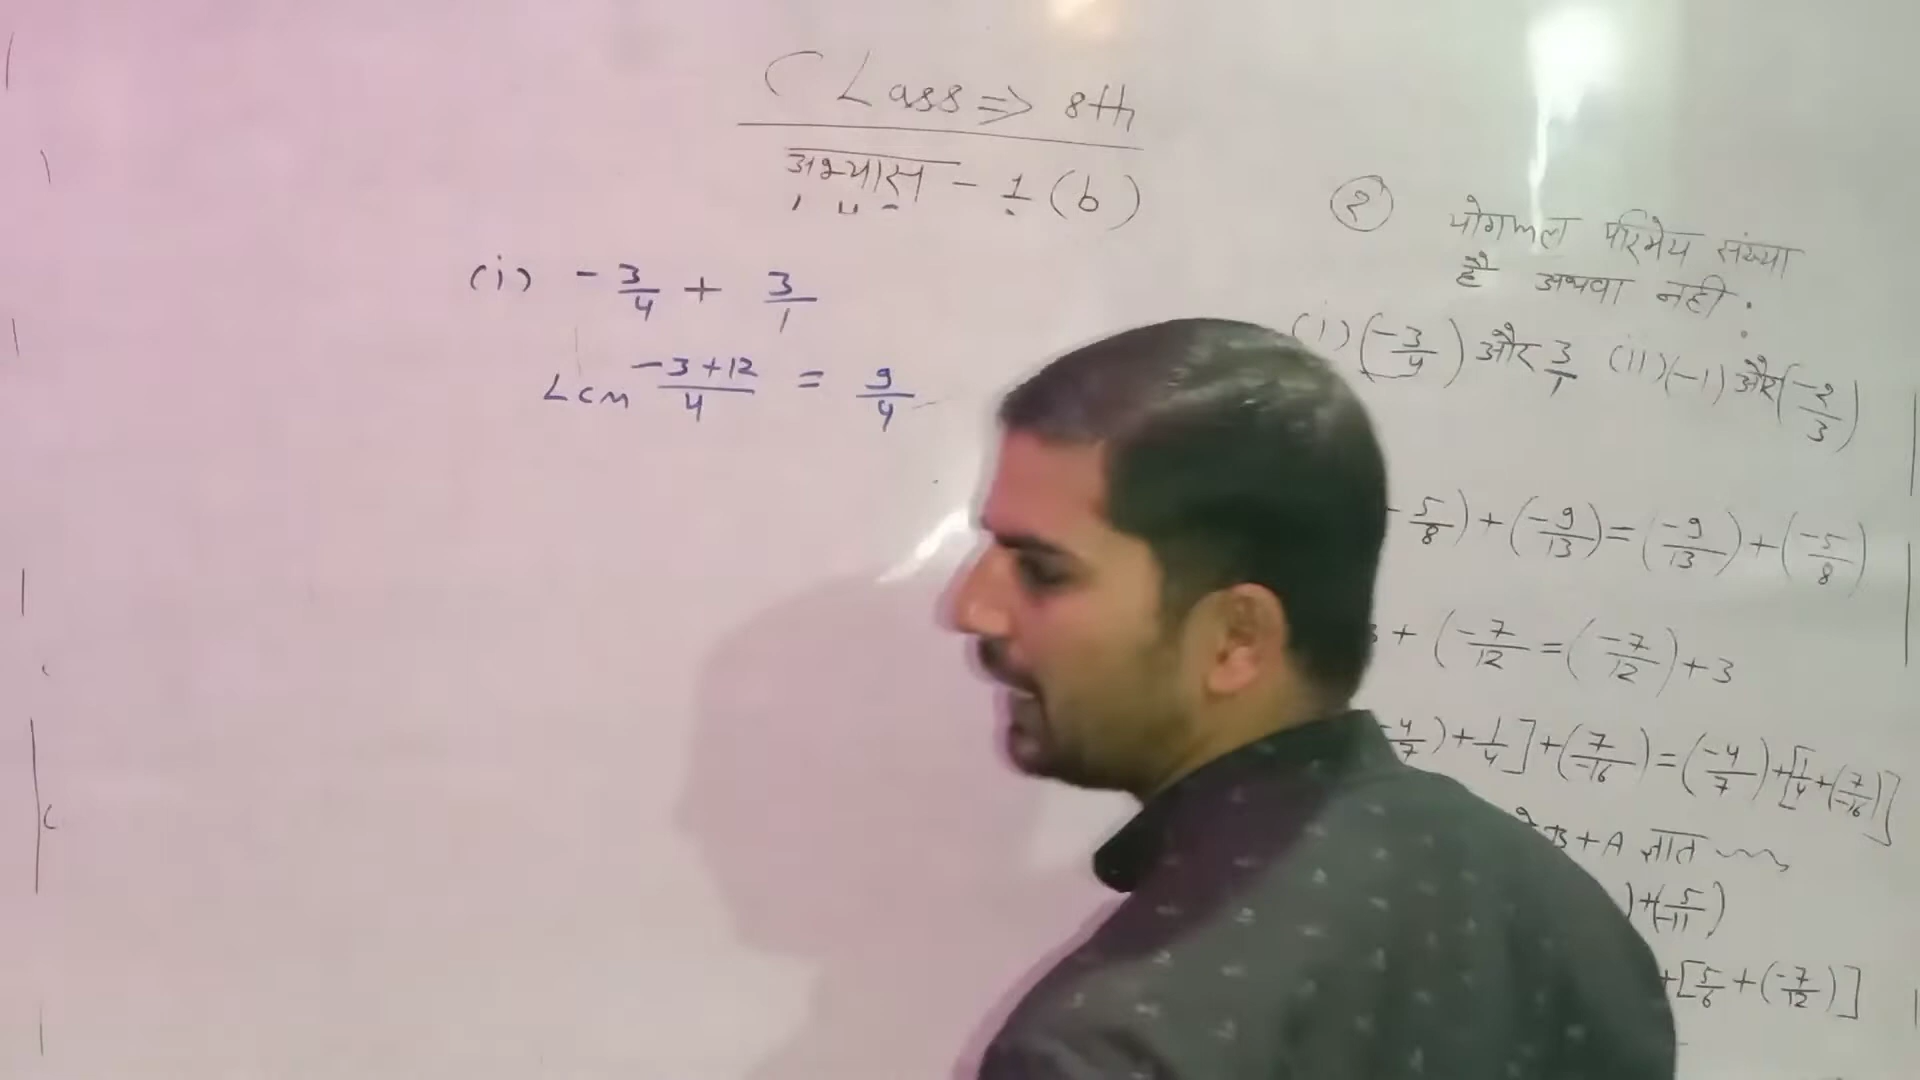 CLass => 8th
अभ्यास - 1 (b)
(i) - 3/4 + 3/1
Lcm -3+12/4 = 9/4
(2) योगफल परिमेय संख्या
है अथवा नही :
(i) (-3/4) और 3/1 (ii) (-1) और (-2/3)
-5/8) + (-9/13) = (-9/13) + (-5/8)
+ (-7/12 = (-7/12) + 3
-4/7) + 1/4] + (7/-16) = (-4/7) + [1/4 + (7/-16)]
B + A ज्ञात
) + (5/-11)
+ [5/6 + (-7/12)]